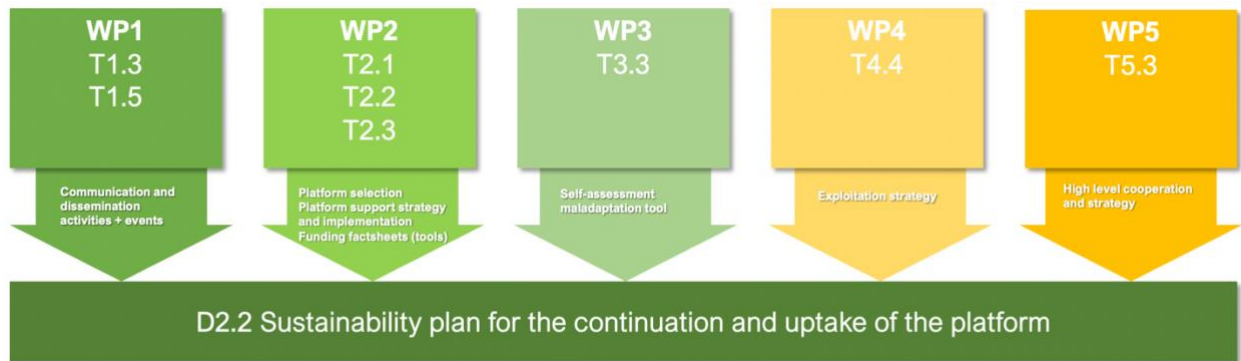 WP1
T1.3
T1.5
Communication and
dissemination
activities + events
WP2
T2.1
T2.2
T2.3
Platform selection
Platform support strategy
and implementation
Funding factsheets (tools)
WP3
T3.3
Self-assessment
maladaptation tool
WP4
T4.4
Exploitation strategy
WP5
T5.3
High level cooperation
and strategy
D2.2 Sustainability plan for the continuation and uptake of the platform